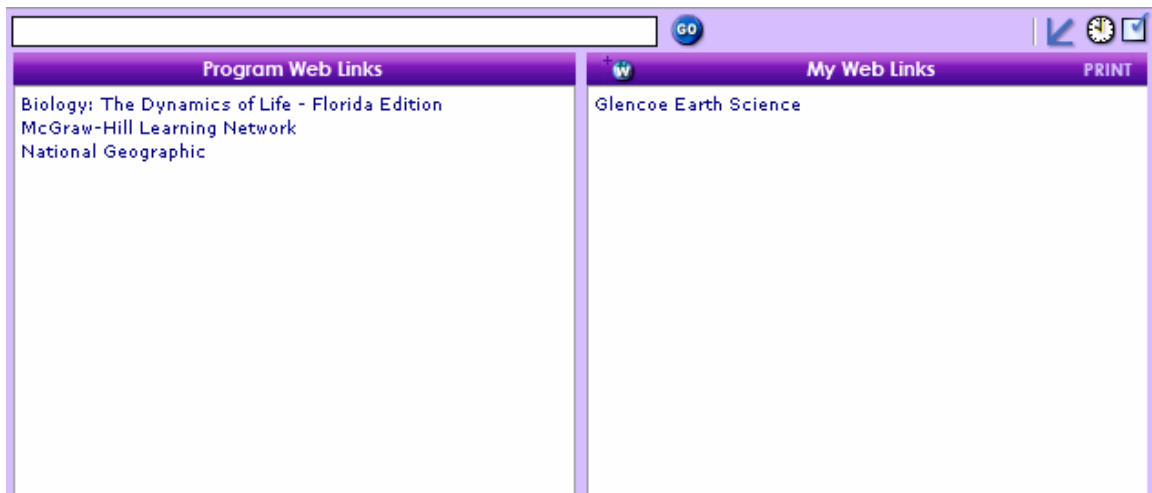 GO
Program Web Links
Biology: The Dynamics of Life - Florida Edition
McGraw-Hill Learning Network
National Geographic
+W My Web Links PRINT
Glencoe Earth Science